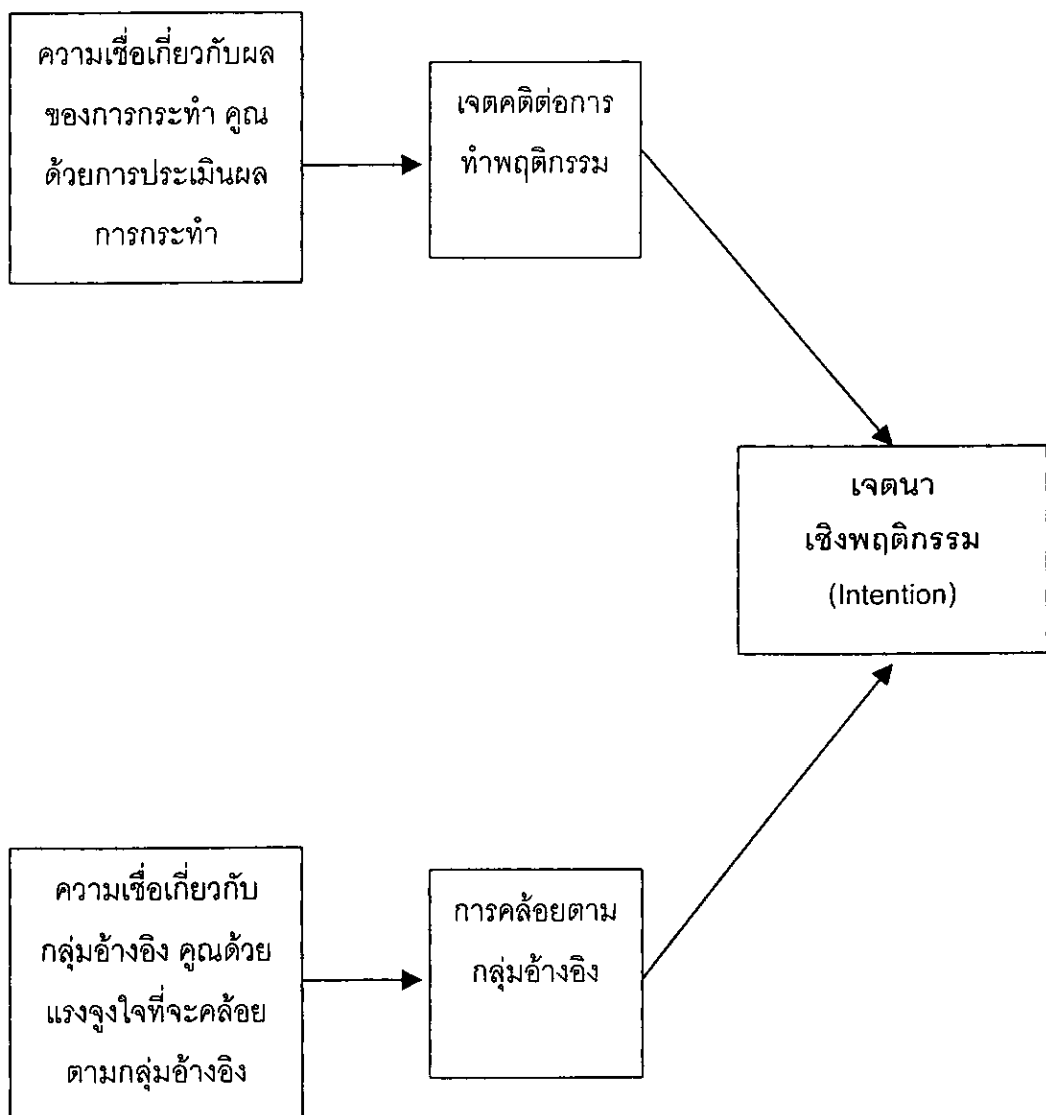 ความเชื่อเกี่ยวกับผล
ของการกระทำ คูณ
ด้วยการประเมินผล
การกระทำ
เจตคติต่อการ
ทำพฤติกรรม
เจตนา
เชิงพฤติกรรม
(Intention)
ความเชื่อเกี่ยวกับ
กลุ่มอ้างอิง คูณด้วย
แรงจูงใจที่จะคล้อย
ตามกลุ่มอ้างอิง
การคล้อยตาม
กลุ่มอ้างอิง